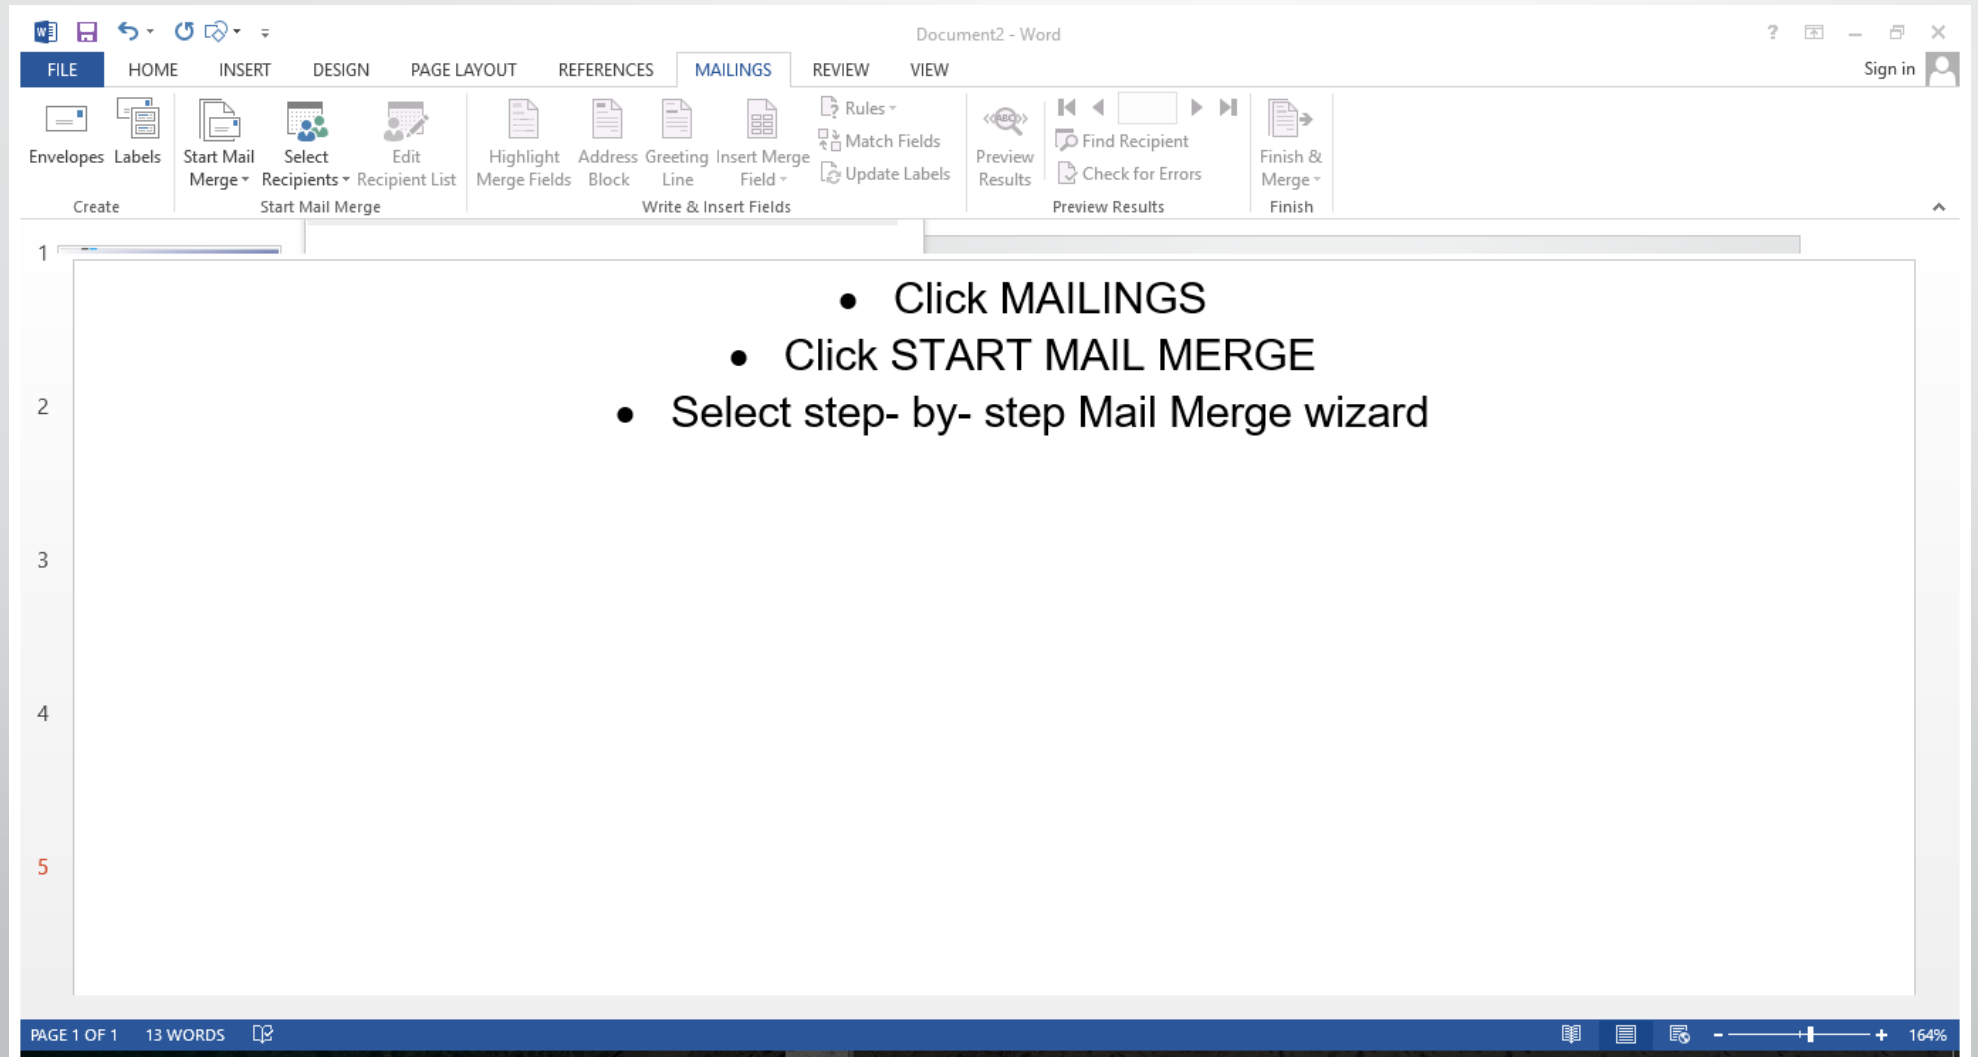 Document2 - Word
?
FILE HOME INSERT DESIGN PAGE LAYOUT REFERENCES MAILINGS REVIEW VIEW Sign in
ABC
Envelopes Labels Start Mail Merge Select Recipients Edit Recipient List Highlight Merge Fields Address Block Greeting Line Insert Merge Field Rules Match Fields Update Labels Preview Results Find Recipient Check for Errors Finish & Merge
Create Start Mail Merge Write & Insert Fields Preview Results Finish
1
• Click MAILINGS
• Click START MAIL MERGE
• Select step- by- step Mail Merge wizard
2
3
4
5
PAGE 1 OF 1 13 WORDS 164%